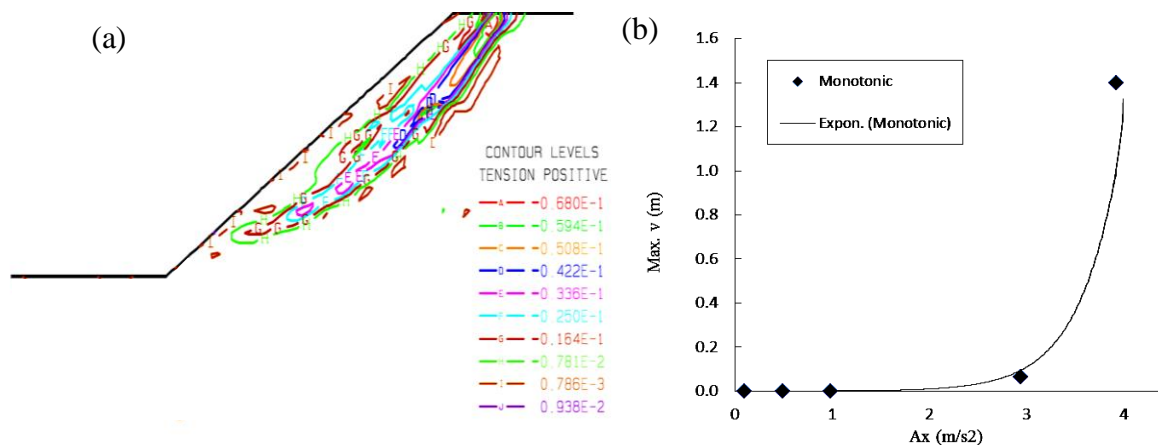 (a)
CONTOUR LEVELS
TENSION POSITIVE
A -0.680E-1
B -0.594E-1
C -0.508E-1
D -0.422E-1
E -0.336E-1
F -0.250E-1
G -0.164E-1
H -0.781E-2
I 0.786E-3
J 0.938E-2
(b)
1.6
1.4
1.2
1.0
0.8
0.6
0.4
0.2
0.0
Max. v (m)
Monotonic
Expon. (Monotonic)
0 1 2 3 4
Ax (m/s2)